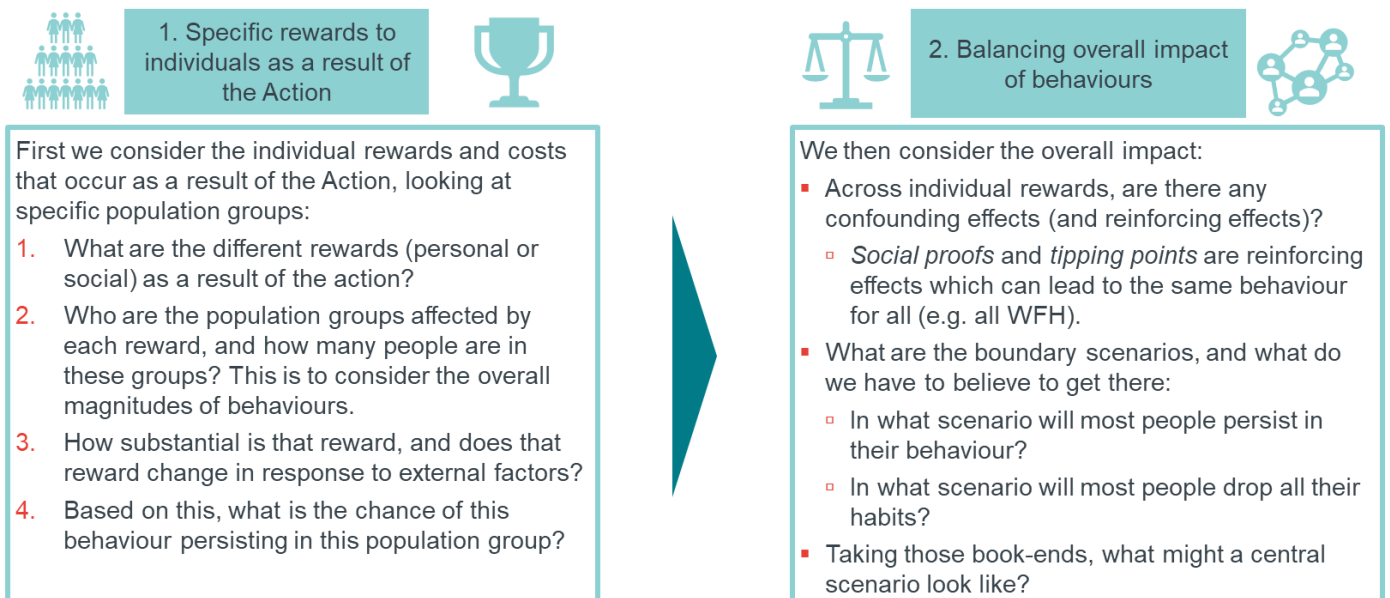 1. Specific rewards to
individuals as a result of
the Action
First we consider the individual rewards and costs
that occur as a result of the Action, looking at
specific population groups:
1. What are the different rewards (personal or
social) as a result of the action?
2. Who are the population groups affected by
each reward, and how many people are in
these groups? This is to consider the overall
magnitudes of behaviours.
3. How substantial is that reward, and does that
reward change in response to external factors?
4. Based on this, what is the chance of this
behaviour persisting in this population group?
2. Balancing overall impact
of behaviours
We then consider the overall impact:
▪ Across individual rewards, are there any
confounding effects (and reinforcing effects)?
▫ Social proofs and tipping points are reinforcing
effects which can lead to the same behaviour
for all (e.g. all WFH).
▪ What are the boundary scenarios, and what do
we have to believe to get there:
▫ In what scenario will most people persist in
their behaviour?
▫ In what scenario will most people drop all their
habits?
▪ Taking those book-ends, what might a central
scenario look like?